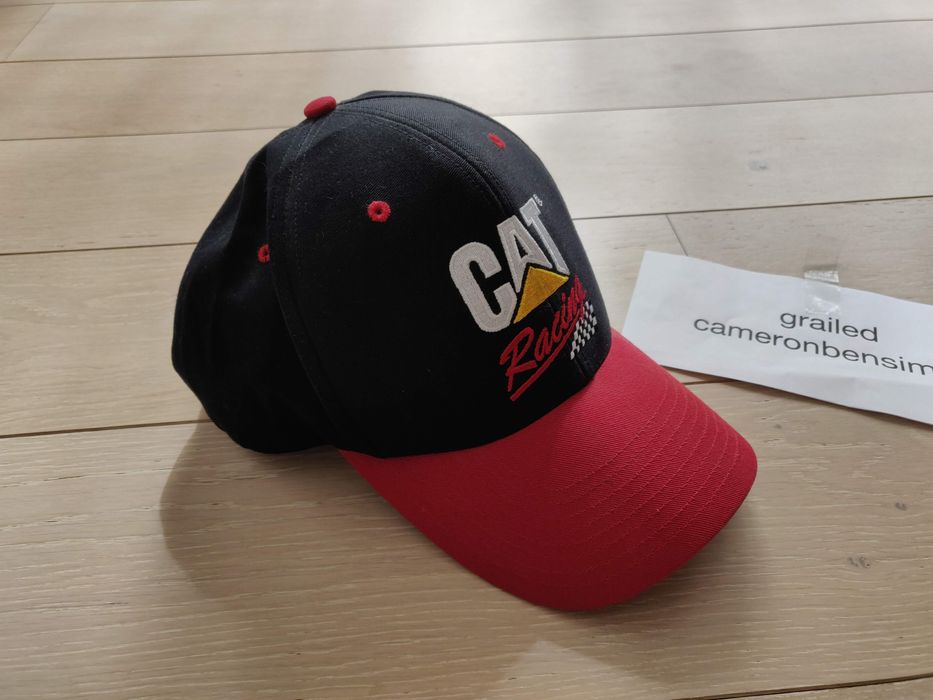 CAT®
Racing
grailed
cameronbensim